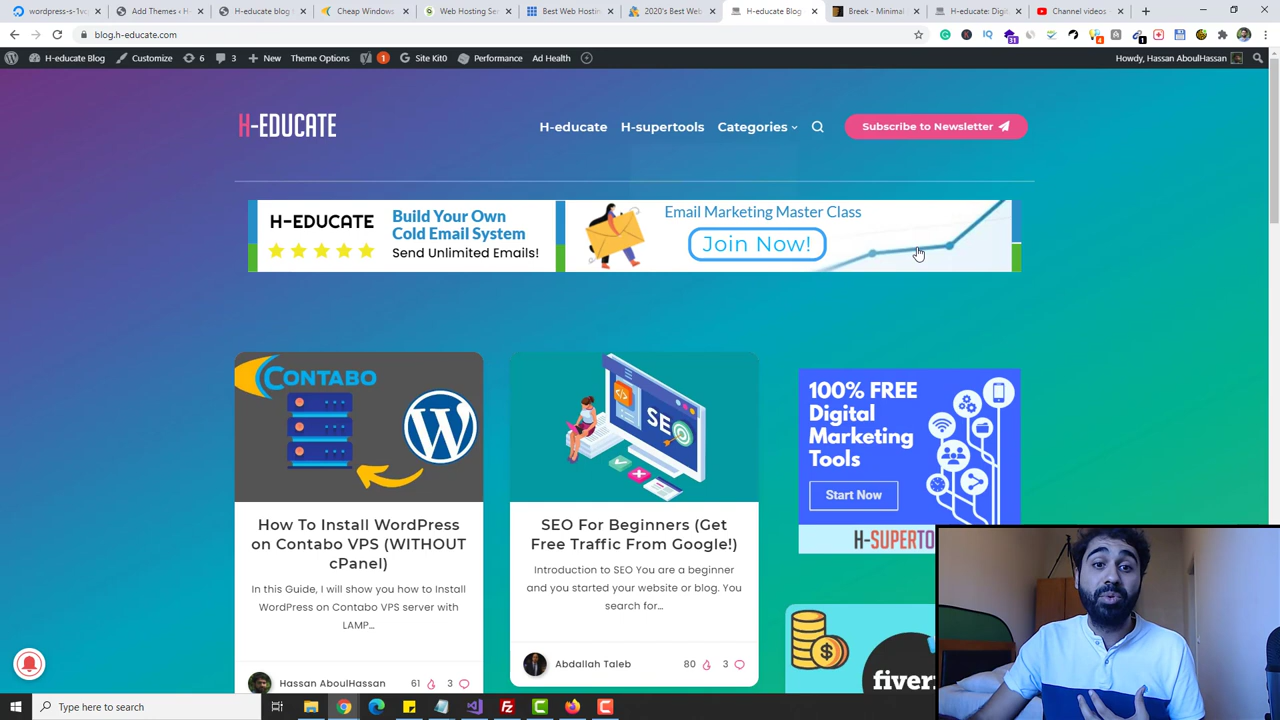 wordpress-s-1vc
Add Themes ‹ H-
H-educate blog
Cheap Windows
Web Hosting Se
Best Web Hostin
2020's Best Web
H-educate Blog
Breek - Minimal
H-educate: Digit
Channel videos
blog.h-educate.com
31
4
1
H-educate Blog
Customize
6
3
New
Theme Options
1
Site Kit0
Performance
Ad Health
Howdy, Hassan AboulHassan
H-EDUCATE
H-educate
H-supertools
Categories
Subscribe to Newsletter
H-EDUCATE
Build Your Own
Cold Email System
Send Unlimited Emails!
Email Marketing Master Class
Join Now!
CONTABO
How To Install WordPress
on Contabo VPS (WITHOUT
cPanel)
In this Guide, I will show you how to Install
WordPress on Contabo VPS server with
LAMP...
Hassan AboulHassan
61
3
SEO
SEO For Beginners (Get
Free Traffic From Google!)
Introduction to SEO You are a beginner
and you started your website or blog. You
search for...
Abdallah Taleb
80
3
100% FREE
Digital
Marketing
Tools
Start Now
H-SUPERTO
fiverr
Type here to search